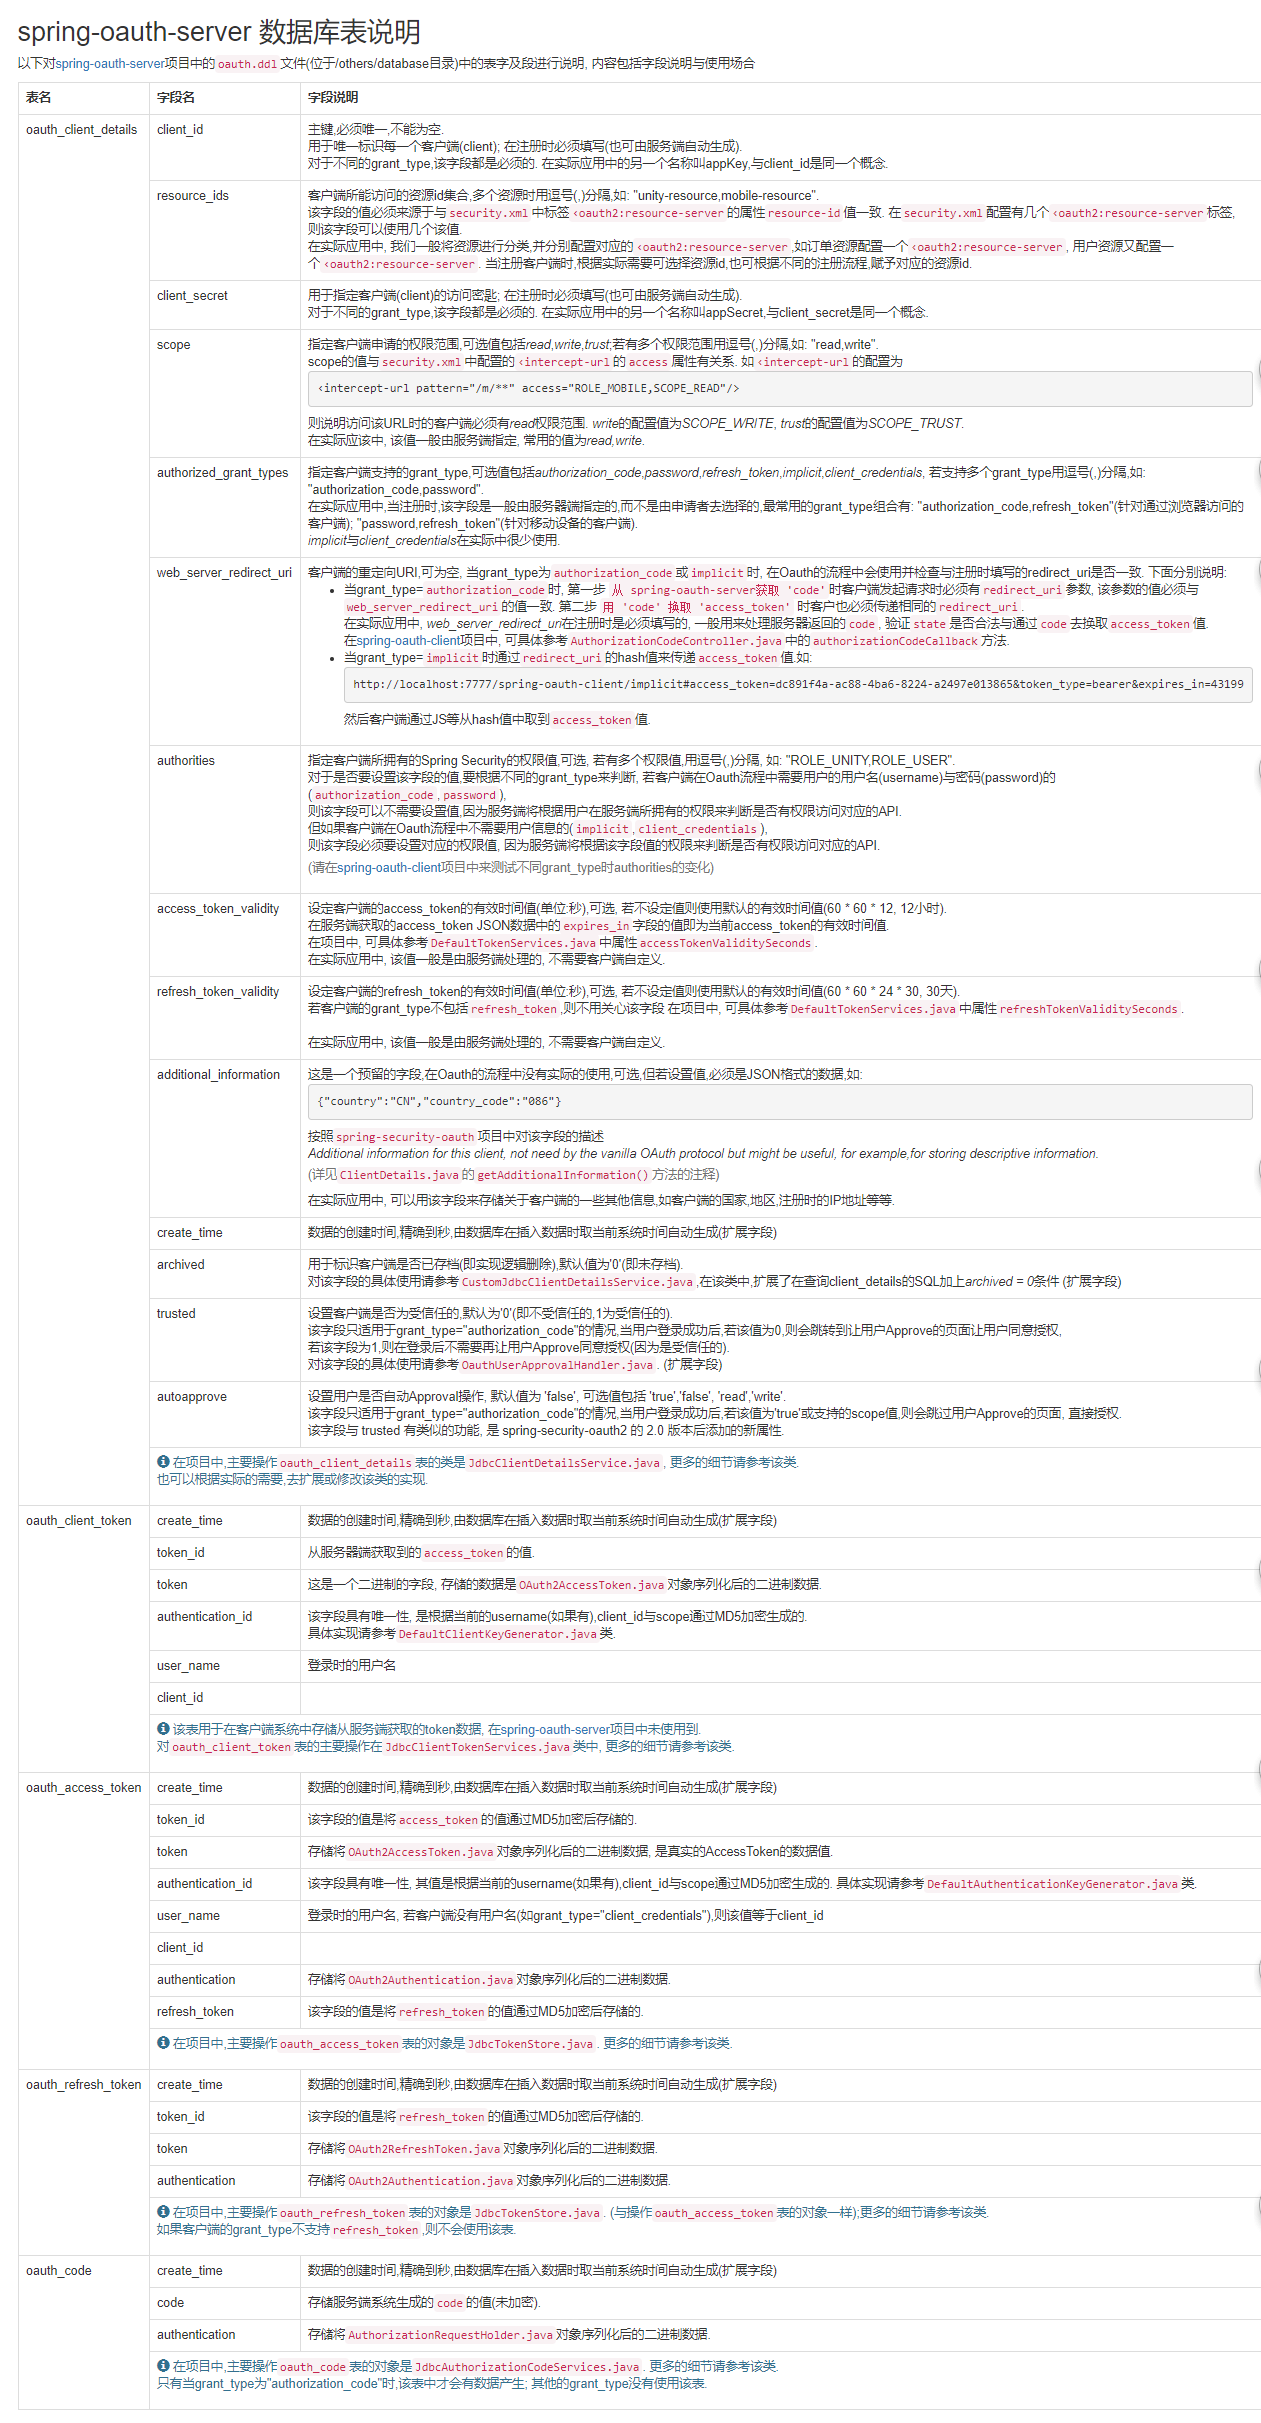 spring-oauth-server 数据库表说明
以下对spring-oauth-server项目中的 oauth.ddl 文件(位于/others/database目录)中的表字及段进行说明, 内容包括字段说明与使用场合
表名 字段名 字段说明
oauth_client_details client_id 主键,必须唯一,不能为空.
用于唯一标识每一个客户端(client); 在注册时必须填写(也可由服务端自动生成).
对于不同的grant_type,该字段都是必须的. 在实际应用中的另一个名称叫appKey,与client_id是同一个概念.
resource_ids 客户端所能访问的资源id集合,多个资源时用逗号(,)分隔,如: "unity-resource,mobile-resource".
该字段的值必须来源于与 security.xml 中标签 ‹oauth2:resource-server 的属性 resource-id 值一致. 在 security.xml 配置有几个 ‹oauth2:resource-server 标签,
则该字段可以使用几个该值.
在实际应用中, 我们一般将资源进行分类,并分别配置对应的 ‹oauth2:resource-server ,如订单资源配置一个 ‹oauth2:resource-server , 用户资源又配置一
个 ‹oauth2:resource-server . 当注册客户端时,根据实际需要可选择资源id,也可根据不同的注册流程,赋予对应的资源id.
client_secret 用于指定客户端(client)的访问密匙; 在注册时必须填写(也可由服务端自动生成).
对于不同的grant_type,该字段都是必须的. 在实际应用中的另一个名称叫appSecret,与client_secret是同一个概念.
scope 指定客户端申请的权限范围,可选值包括read,write,trust;若有多个权限范围用逗号(,)分隔,如: "read,write".
scope的值与 security.xml 中配置的 ‹intercept-url 的 access 属性有关系. 如 ‹intercept-url 的配置为
‹intercept-url pattern="/m/**" access="ROLE_MOBILE,SCOPE_READ"/>
则说明访问该URL时的客户端必须有read权限范围. write的配置值为SCOPE_WRITE, trust的配置值为SCOPE_TRUST.
在实际应该中, 该值一般由服务端指定, 常用的值为read,write.
authorized_grant_types 指定客户端支持的grant_type,可选值包括authorization_code,password,refresh_token,implicit,client_credentials, 若支持多个grant_type用逗号(,)分隔,如:
"authorization_code,password".
在实际应用中,当注册时,该字段是一般由服务器端指定的,而不是由申请者去选择的,最常用的grant_type组合有: "authorization_code,refresh_token"(针对通过浏览器访问的
客户端); "password,refresh_token"(针对移动设备的客户端).
implicit与client_credentials在实际中很少使用.
web_server_redirect_uri 客户端的重定向URI,可为空, 当grant_type为 authorization_code 或 implicit 时, 在Oauth的流程中会使用并检查与注册时填写的redirect_uri是否一致. 下面分别说明:
• 当grant_type= authorization_code 时, 第一步 从 spring-oauth-server获取 'code' 时客户端发起请求时必须有 redirect_uri 参数, 该参数的值必须与
web_server_redirect_uri 的值一致. 第二步 用 'code' 换取 'access_token' 时客户也必须传递相同的 redirect_uri .
在实际应用中, web_server_redirect_uri在注册时是必须填写的, 一般用来处理服务器返回的 code , 验证 state 是否合法与通过 code 去换取 access_token 值.
在spring-oauth-client项目中, 可具体参考 AuthorizationCodeController.java 中的 authorizationCodeCallback 方法.
• 当grant_type= implicit 时通过 redirect_uri 的hash值来传递 access_token 值.如:
http://localhost:7777/spring-oauth-client/implicit#access_token=dc891f4a-ac88-4ba6-8224-a2497e013865&token_type=bearer&expires_in=43199
然后客户端通过JS等从hash值中取到 access_token 值.
authorities 指定客户端所拥有的Spring Security的权限值,可选, 若有多个权限值,用逗号(,)分隔, 如: "ROLE_UNITY,ROLE_USER".
对于是否要设置该字段的值,要根据不同的grant_type来判断, 若客户端在Oauth流程中需要用户的用户名(username)与密码(password)的
( authorization_code , password ),
则该字段可以不需要设置值,因为服务端将根据用户在服务端所拥有的权限来判断是否有权限访问对应的API.
但如果客户端在Oauth流程中不需要用户信息的( implicit , client_credentials ),
则该字段必须要设置对应的权限值, 因为服务端将根据该字段值的权限来判断是否有权限访问对应的API.
(请在spring-oauth-client项目中来测试不同grant_type时authorities的变化)
access_token_validity 设定客户端的access_token的有效时间值(单位:秒),可选, 若不设定值则使用默认的有效时间值(60 * 60 * 12, 12小时).
在服务端获取的access_token JSON数据中的 expires_in 字段的值即为当前access_token的有效时间值.
在项目中, 可具体参考 DefaultTokenServices.java 中属性 accessTokenValiditySeconds .
在实际应用中, 该值一般是由服务端处理的, 不需要客户端自定义.
refresh_token_validity 设定客户端的refresh_token的有效时间值(单位:秒),可选, 若不设定值则使用默认的有效时间值(60 * 60 * 24 * 30, 30天).
若客户端的grant_type不包括 refresh_token ,则不用关心该字段 在项目中, 可具体参考 DefaultTokenServices.java 中属性 refreshTokenValiditySeconds .
在实际应用中, 该值一般是由服务端处理的, 不需要客户端自定义.
additional_information 这是一个预留的字段,在Oauth的流程中没有实际的使用,可选,但若设置值,必须是JSON格式的数据,如:
{"country":"CN","country_code":"086"}
按照 spring-security-oauth 项目中对该字段的描述
Additional information for this client, not need by the vanilla OAuth protocol but might be useful, for example,for storing descriptive information.
(详见 ClientDetails.java 的 getAdditionalInformation() 方法的注释)
在实际应用中, 可以用该字段来存储关于客户端的一些其他信息,如客户端的国家,地区,注册时的IP地址等等.
create_time 数据的创建时间,精确到秒,由数据库在插入数据时取当前系统时间自动生成(扩展字段)
archived 用于标识客户端是否已存档(即实现逻辑删除),默认值为'0'(即未存档).
对该字段的具体使用请参考 CustomJdbcClientDetailsService.java ,在该类中,扩展了在查询client_details的SQL加上archived = 0条件 (扩展字段)
trusted 设置客户端是否为受信任的,默认为'0'(即不受信任的,1为受信任的).
该字段只适用于grant_type="authorization_code"的情况,当用户登录成功后,若该值为0,则会跳转到让用户Approve的页面让用户同意授权,
若该字段为1,则在登录后不需要再让用户Approve同意授权(因为是受信任的).
对该字段的具体使用请参考 OauthUserApprovalHandler.java . (扩展字段)
autoapprove 设置用户是否自动Approval操作, 默认值为 'false', 可选值包括 'true','false', 'read','write'.
该字段只适用于grant_type="authorization_code"的情况,当用户登录成功后,若该值为'true'或支持的scope值,则会跳过用户Approve的页面, 直接授权.
该字段与 trusted 有类似的功能, 是 spring-security-oauth2 的 2.0 版本后添加的新属性.
在项目中,主要操作 oauth_client_details 表的类是 JdbcClientDetailsService.java , 更多的细节请参考该类.
也可以根据实际的需要,去扩展或修改该类的实现.
oauth_client_token create_time 数据的创建时间,精确到秒,由数据库在插入数据时取当前系统时间自动生成(扩展字段)
token_id 从服务器端获取到的 access_token 的值.
token 这是一个二进制的字段, 存储的数据是 OAuth2AccessToken.java 对象序列化后的二进制数据.
authentication_id 该字段具有唯一性, 是根据当前的username(如果有),client_id与scope通过MD5加密生成的.
具体实现请参考 DefaultClientKeyGenerator.java 类.
user_name 登录时的用户名
client_id
该表用于在客户端系统中存储从服务端获取的token数据, 在spring-oauth-server项目中未使用到.
对 oauth_client_token 表的主要操作在 JdbcClientTokenServices.java 类中, 更多的细节请参考该类.
oauth_access_token create_time 数据的创建时间,精确到秒,由数据库在插入数据时取当前系统时间自动生成(扩展字段)
token_id 该字段的值是将 access_token 的值通过MD5加密后存储的.
token 存储将 OAuth2AccessToken.java 对象序列化后的二进制数据, 是真实的AccessToken的数据值.
authentication_id 该字段具有唯一性, 其值是根据当前的username(如果有),client_id与scope通过MD5加密生成的. 具体实现请参考 DefaultAuthenticationKeyGenerator.java 类.
user_name 登录时的用户名, 若客户端没有用户名(如grant_type="client_credentials"),则该值等于client_id
client_id
authentication 存储将 OAuth2Authentication.java 对象序列化后的二进制数据.
refresh_token 该字段的值是将 refresh_token 的值通过MD5加密后存储的.
在项目中,主要操作 oauth_access_token 表的对象是 JdbcTokenStore.java . 更多的细节请参考该类.
oauth_refresh_token create_time 数据的创建时间,精确到秒,由数据库在插入数据时取当前系统时间自动生成(扩展字段)
token_id 该字段的值是将 refresh_token 的值通过MD5加密后存储的.
token 存储将 OAuth2RefreshToken.java 对象序列化后的二进制数据.
authentication 存储将 OAuth2Authentication.java 对象序列化后的二进制数据.
在项目中,主要操作 oauth_refresh_token 表的对象是 JdbcTokenStore.java . (与操作 oauth_access_token 表的对象一样);更多的细节请参考该类.
如果客户端的grant_type不支持 refresh_token ,则不会使用该表.
oauth_code create_time 数据的创建时间,精确到秒,由数据库在插入数据时取当前系统时间自动生成(扩展字段)
code 存储服务端系统生成的 code 的值(未加密).
authentication 存储将 AuthorizationRequestHolder.java 对象序列化后的二进制数据.
在项目中,主要操作 oauth_code 表的对象是 JdbcAuthorizationCodeServices.java . 更多的细节请参考该类.
只有当grant_type为"authorization_code"时,该表中才会有数据产生; 其他的grant_type没有使用该表.